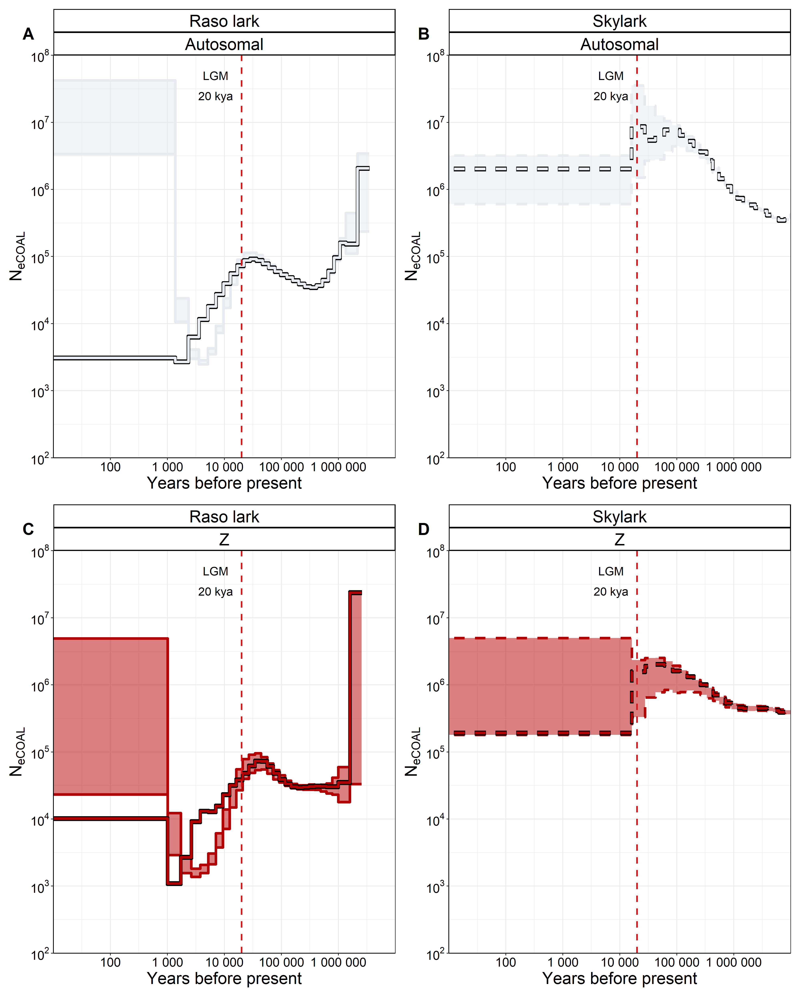 A
Raso lark
Autosomal
10^8
10^7
10^6
10^5
10^4
10^3
10^2
NeCOAL
LGM
20 kya
100
1 000
10 000
100 000
1 000 000
Years before present
B
Skylark
Autosomal
10^8
10^7
10^6
10^5
10^4
10^3
10^2
NeCOAL
LGM
20 kya
100
1 000
10 000
100 000
1 000 000
Years before present
C
Raso lark
Z
10^8
10^7
10^6
10^5
10^4
10^3
10^2
NeCOAL
LGM
20 kya
100
1 000
10 000
100 000
1 000 000
Years before present
D
Skylark
Z
10^8
10^7
10^6
10^5
10^4
10^3
10^2
NeCOAL
LGM
20 kya
100
1 000
10 000
100 000
1 000 000
Years before present